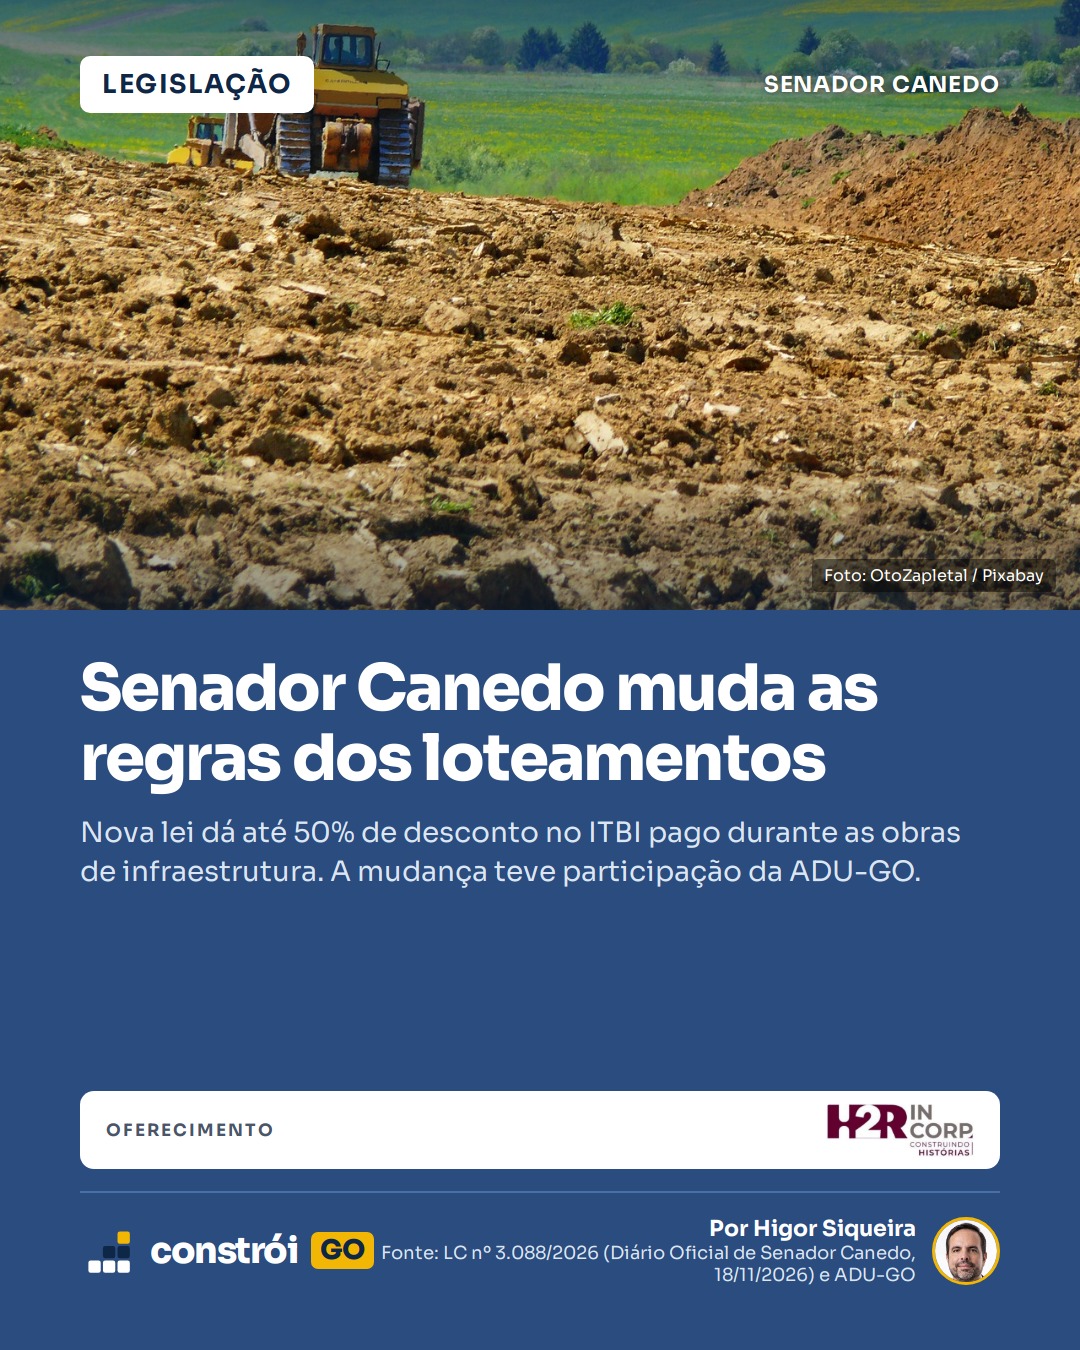 LEGISLAÇÃO
SENADOR CANEDO
Foto: OtoZapletal / Pixabay
Senador Canedo muda as
regras dos loteamentos
Nova lei dá até 50% de desconto no ITBI pago durante as obras
de infraestrutura. A mudança teve participação da ADU-GO.
OFERECIMENTO
H2R INCORP.
CONSTRUINDO
HISTÓRIAS
constrói GO
Por Higor Siqueira
Fonte: LC nº 3.088/2026 (Diário Oficial de Senador Canedo,
18/11/2026) e ADU-GO